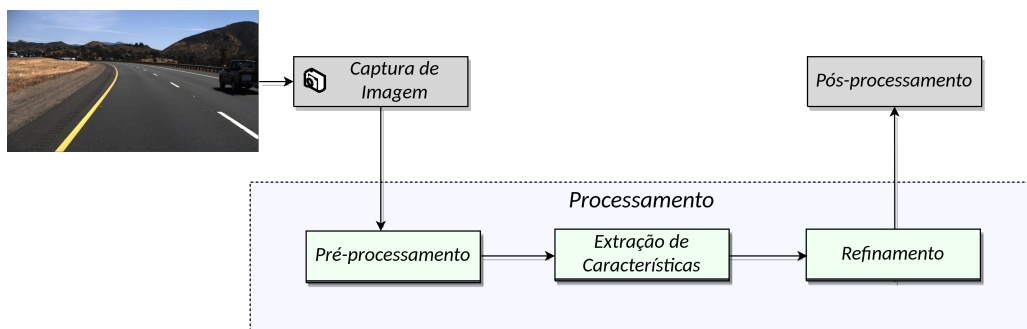 Captura de
Imagem
Pós-processamento
Processamento
Pré-processamento
Extração de
Características
Refinamento